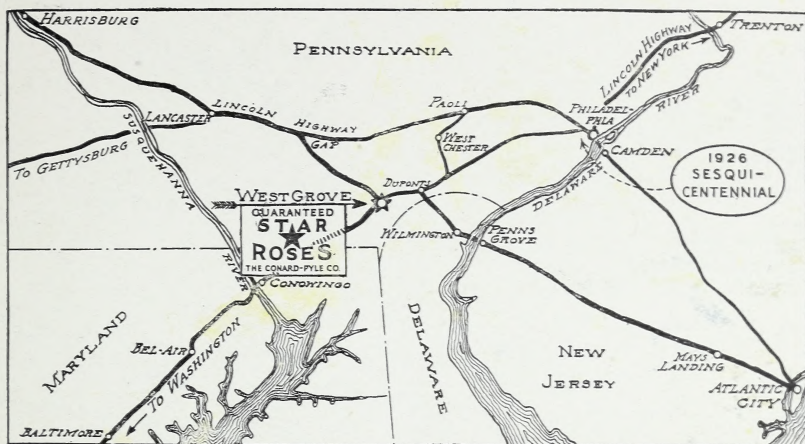 HARRISBURG
PENNSYLVANIA
TRENTON
LINCOLN HIGHWAY
TO NEW YORK
SUSQUEHANNA
RIVER
LANCASTER
LINCOLN
HIGHWAY
GAP
PAOLI
WEST
CHESTER
PHILADEL-
PHIA
RIVER
DELAWARE
CAMDEN
1926
SESQUI-
CENTENNIAL
TO GETTYSBURG
WEST GROVE
DUPONTS
GUARANTEED
STAR
ROSES
THE CONARD-PYLE CO.
WILMINGTON
PENNS
GROVE
CONOWINGO
MARYLAND
BEL-AIR
TO WASHINGTON
BALTIMORE
DELAWARE
NEW
JERSEY
MAYS
LANDING
ATLANTIC
CITY